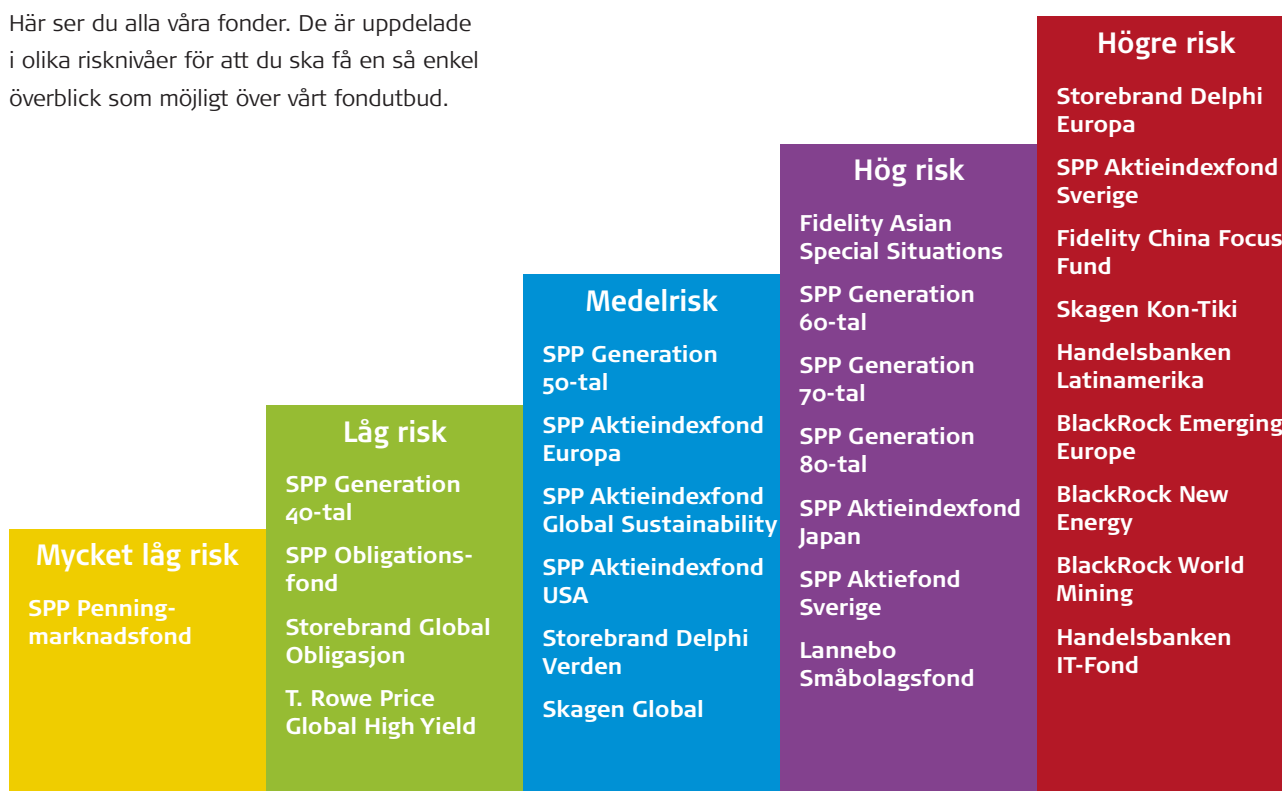 Här ser du alla våra fonder. De är uppdelade
i olika risknivåer för att du ska få en så enkel
överblick som möjligt över vårt fondutbud.
Mycket låg risk
SPP Penning-
marknadsfond
Låg risk
SPP Generation
40-tal
SPP Obligations-
fond
Storebrand Global
Obligasjon
T. Rowe Price
Global High Yield
Medelrisk
SPP Generation
50-tal
SPP Aktieindexfond
Europa
SPP Aktieindexfond
Global Sustainability
SPP Aktieindexfond
USA
Storebrand Delphi
Verden
Skagen Global
Hög risk
Fidelity Asian
Special Situations
SPP Generation
60-tal
SPP Generation
70-tal
SPP Generation
80-tal
SPP Aktieindexfond
Japan
SPP Aktiefond
Sverige
Lannebo
Småbolagsfond
Högre risk
Storebrand Delphi
Europa
SPP Aktieindexfond
Sverige
Fidelity China Focus
Fund
Skagen Kon-Tiki
Handelsbanken
Latinamerika
BlackRock Emerging
Europe
BlackRock New
Energy
BlackRock World
Mining
Handelsbanken
IT-Fond